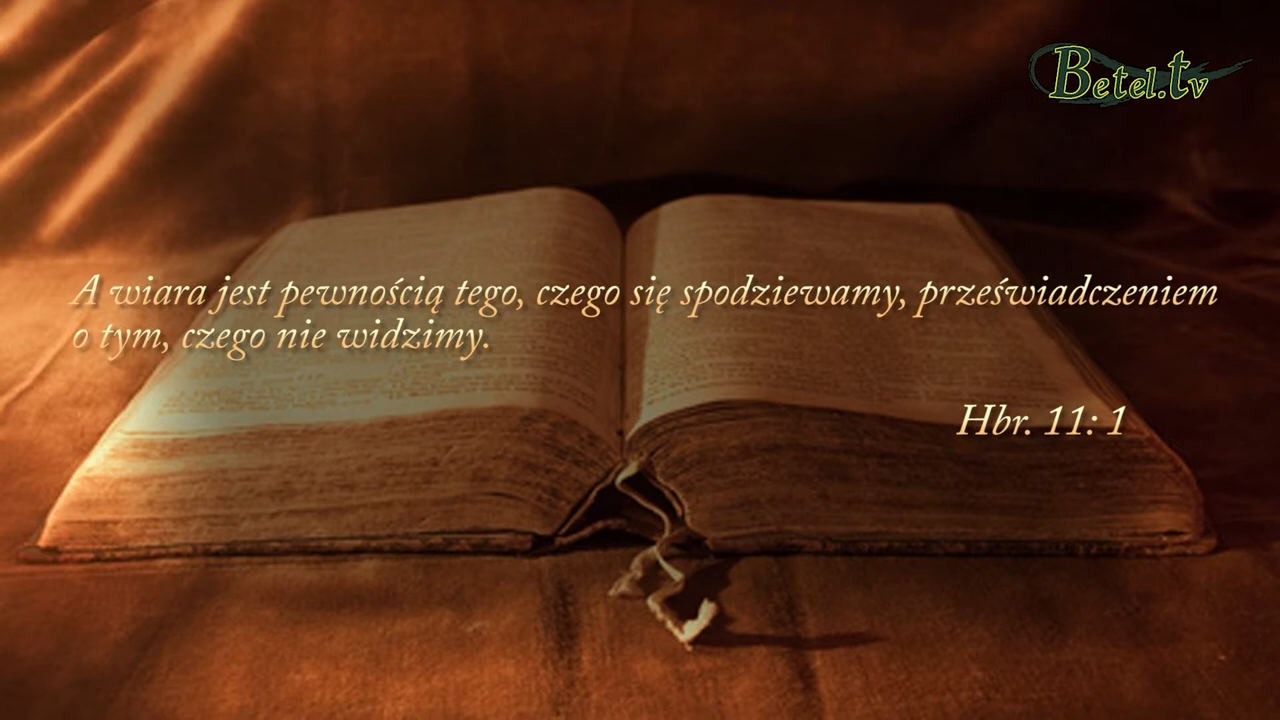 Betel.tv
A wiara jest pewnością tego, czego się spodziewamy, przeświadczeniem
o tym, czego nie widzimy.
Hbr. 11: 1